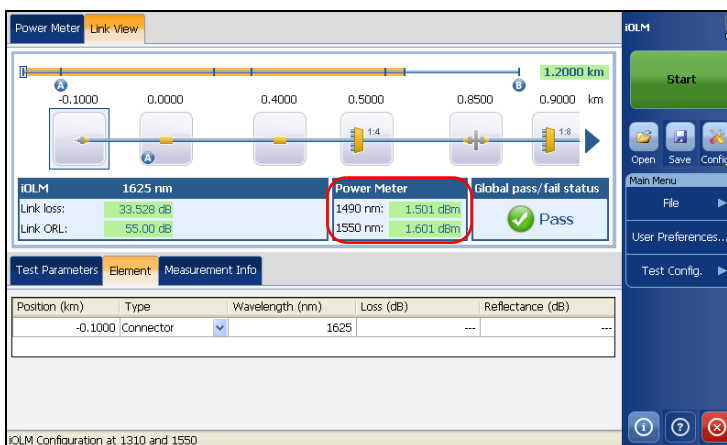 Power Meter Link View
iOLM
1.2000 km
Start
A B
-0.1000 0.0000 0.4000 0.5000 0.8500 0.9000 km
1:4 1:8
A
Open Save Config
iOLM 1625 nm Power Meter Global pass/fail status
Main Menu
Link loss: 33.528 dB 1490 nm: 1.501 dBm
File
Pass
Link ORL: 55.00 dB 1550 nm: 1.601 dBm
User Preferences...
Test Parameters Element Measurement Info
Test Config.
Position (km) Type Wavelength (nm) Loss (dB) Reflectance (dB)
-0.1000 Connector 1625 --- ---
iOLM Configuration at 1310 and 1550